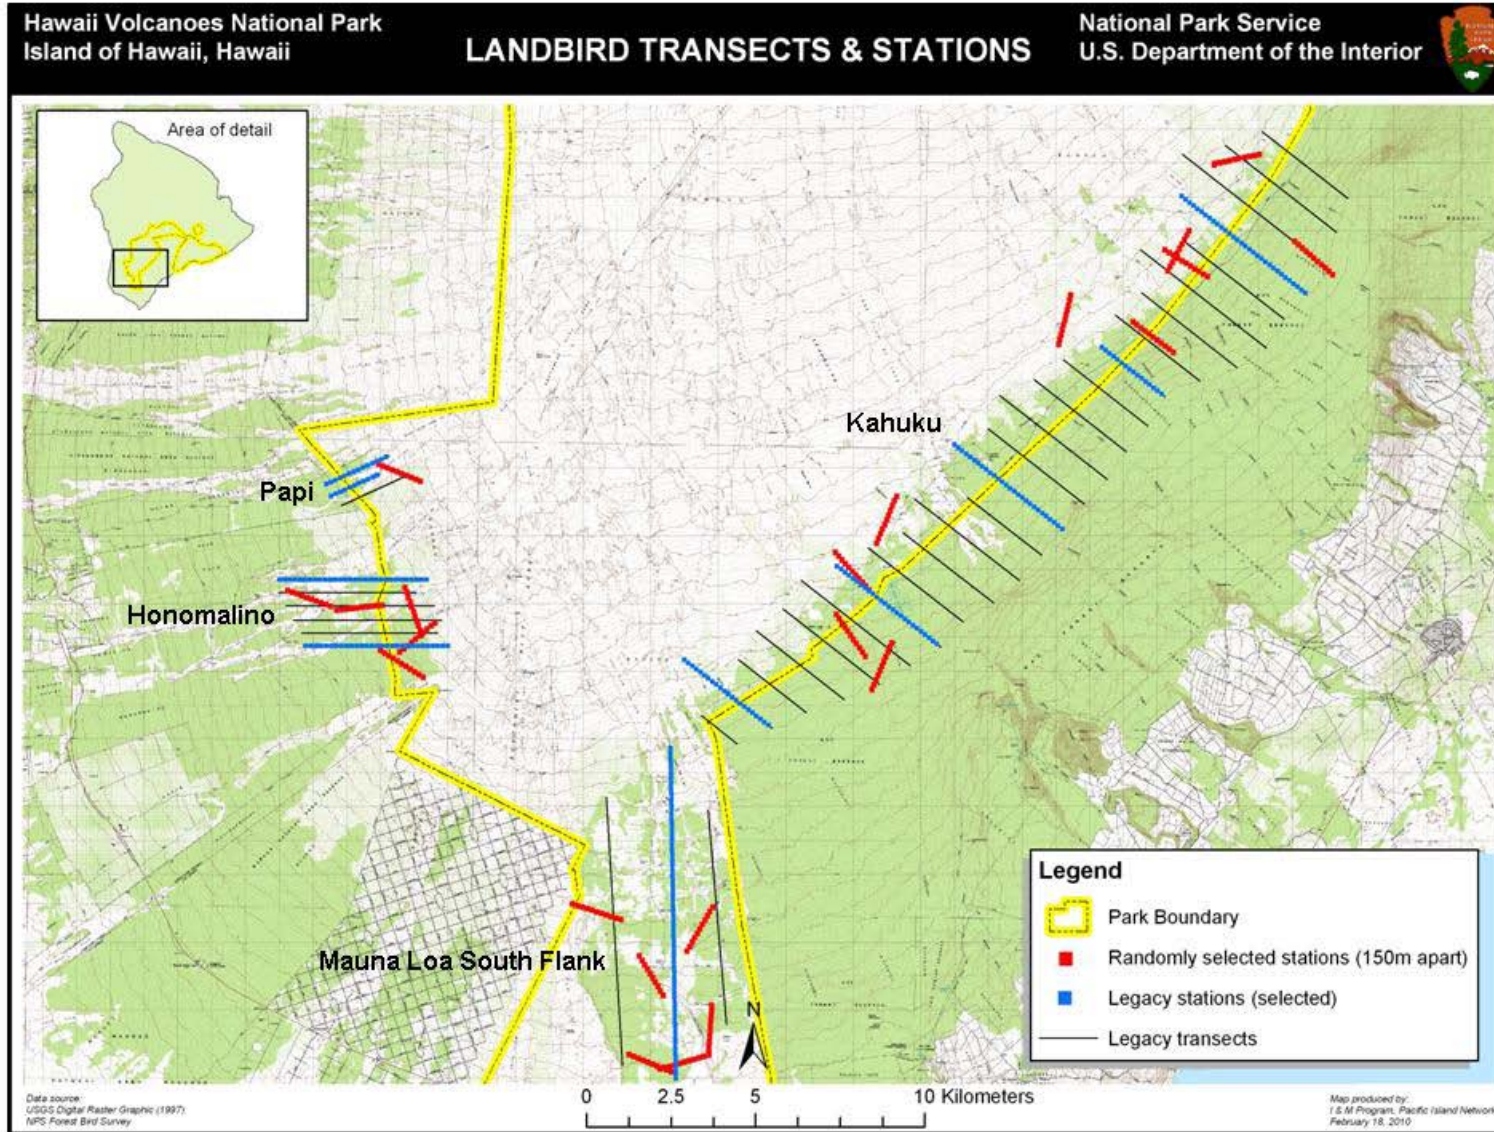 Hawaii Volcanoes National Park
Island of Hawaii, Hawaii
LANDBIRD TRANSECTS & STATIONS
National Park Service
U.S. Department of the Interior
Area of detail
Kahuku
Papi
Honomalino
Mauna Loa South Flank
N
Legend
Park Boundary
Randomly selected stations (150m apart)
Legacy stations (selected)
Legacy transects
0 2.5 5 10 Kilometers
Data source:
USGS Digital Raster Graphic (1997)
NPS Forest Bird Survey
Map produced by:
I & M Program, Pacific Island Network
February 18, 2010